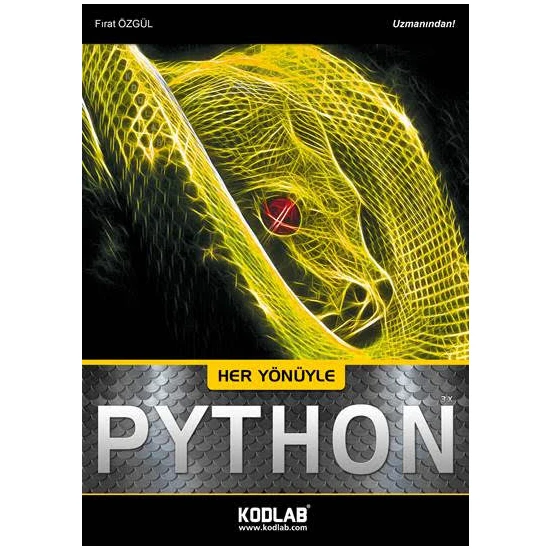 Fırat ÖZGÜL
Uzmanından!
HER YÖNÜYLE
3.x
PYTHON
KODLAB®
www.kodlab.com